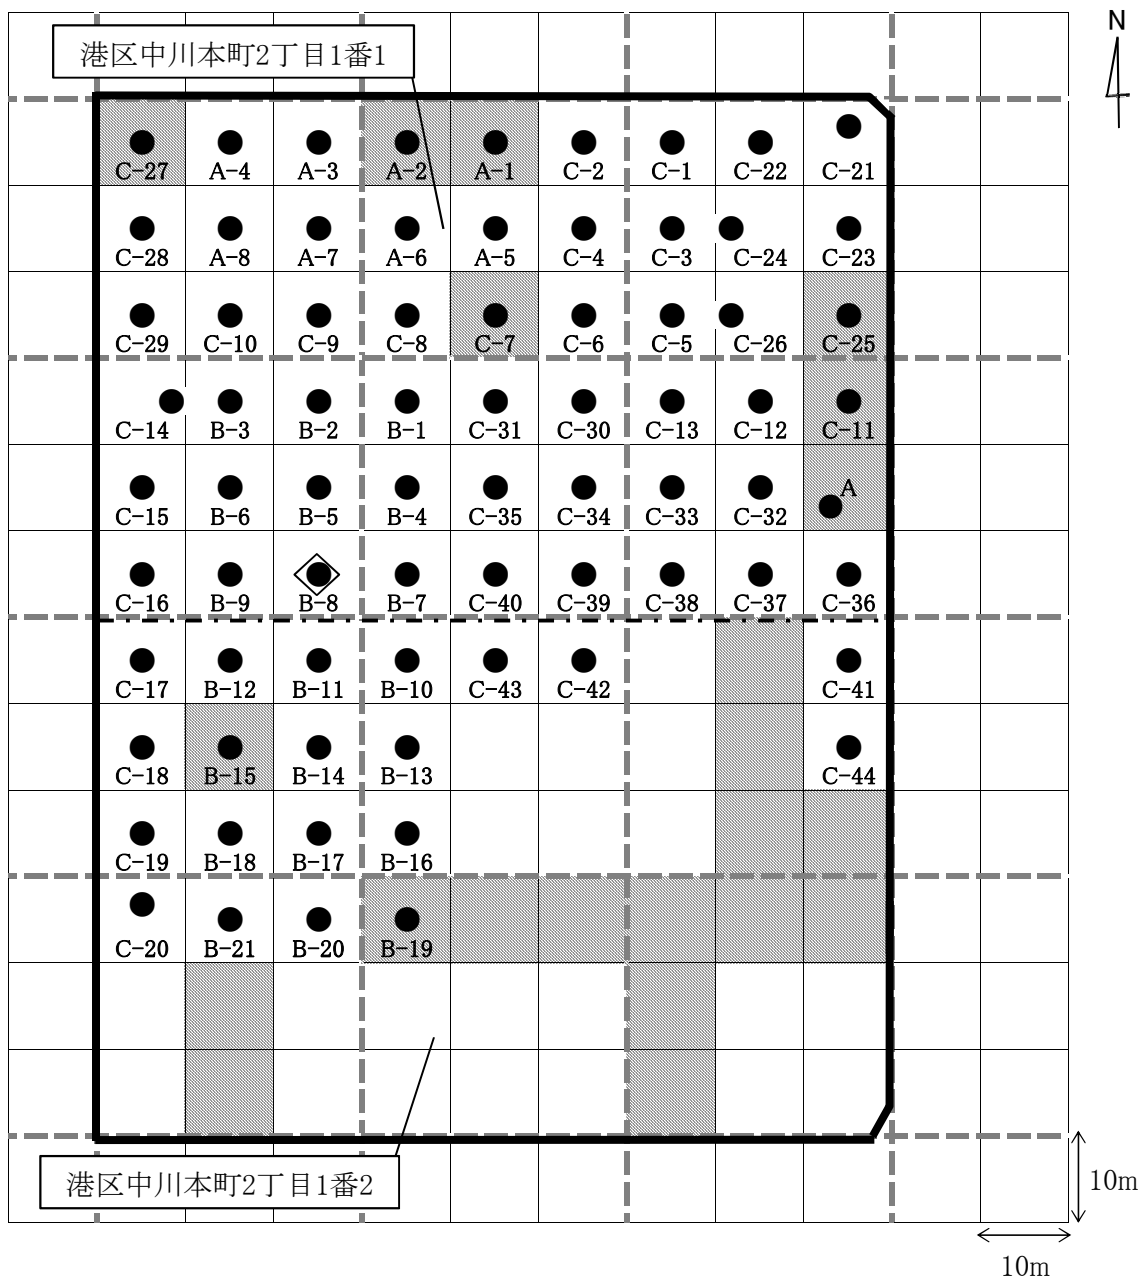 N
港区中川本町2丁目1番1
C-27 A-4 A-3 A-2 A-1 C-2 C-1 C-22 C-21
C-28 A-8 A-7 A-6 A-5 C-4 C-3 C-24 C-23
C-29 C-10 C-9 C-8 C-7 C-6 C-5 C-26 C-25
C-14 B-3 B-2 B-1 C-31 C-30 C-13 C-12 C-11
A
C-15 B-6 B-5 B-4 C-35 C-34 C-33 C-32
C-16 B-9 B-8 B-7 C-40 C-39 C-38 C-37 C-36
C-17 B-12 B-11 B-10 C-43 C-42 C-41
C-18 B-15 B-14 B-13 C-44
C-19 B-18 B-17 B-16
C-20 B-21 B-20 B-19
港区中川本町2丁目1番2
10m
10m